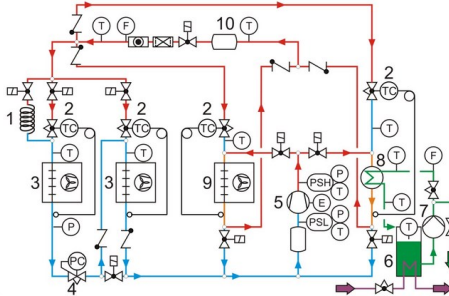 10
T F T
2
TC
1
2 2 2
TC TC TC
T
T T T
8 T F
3 3 9
PSH P T
5 E
T
7
PSL P T
T
P
6
PC
4